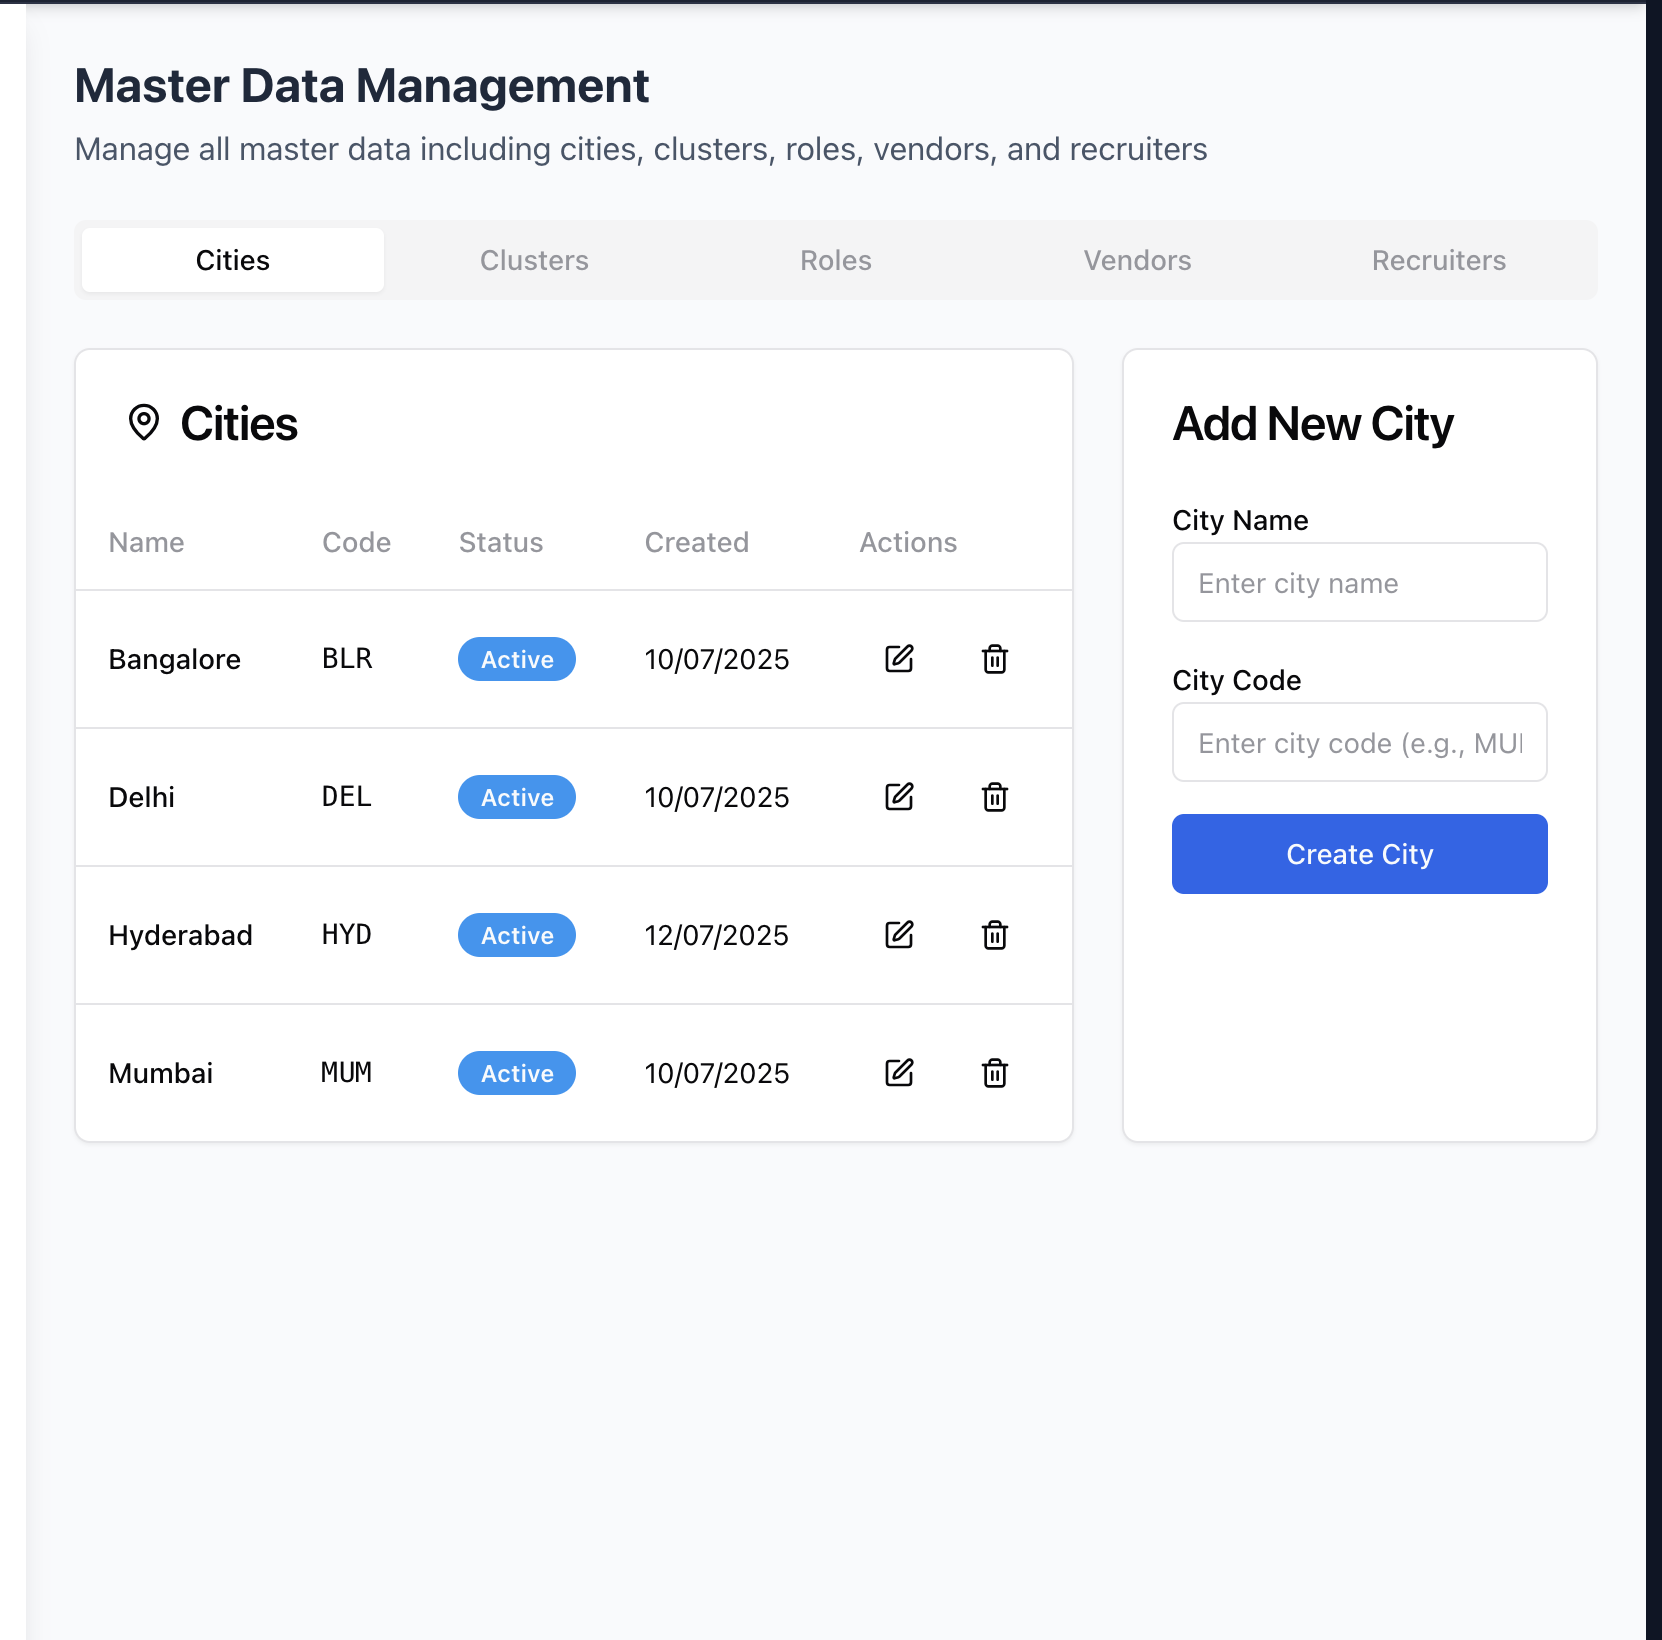 Master Data Management
Manage all master data including cities, clusters, roles, vendors, and recruiters
Cities Clusters Roles Vendors Recruiters
Cities
Name Code Status Created Actions
Bangalore BLR Active 10/07/2025
Delhi DEL Active 10/07/2025
Hyderabad HYD Active 12/07/2025
Mumbai MUM Active 10/07/2025
Add New City
City Name
Enter city name
City Code
Enter city code (e.g., MU
Create City